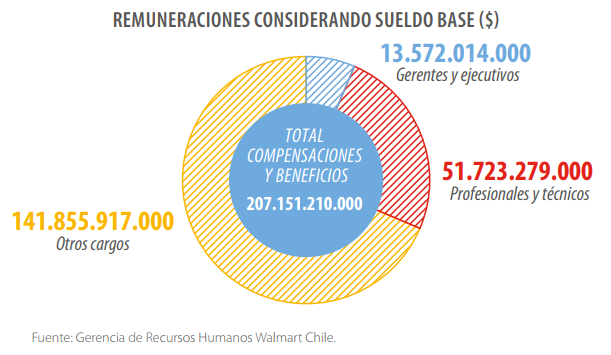 REMUNERACIONES CONSIDERANDO SUELDO BASE ($)
13.572.014.000
Gerentes y ejecutivos
TOTAL
COMPENSACIONES
Y BENEFICIOS
207.151.210.000
51.723.279.000
Profesionales y técnicos
141.855.917.000
Otros cargos
Fuente: Gerencia de Recursos Humanos Walmart Chile.